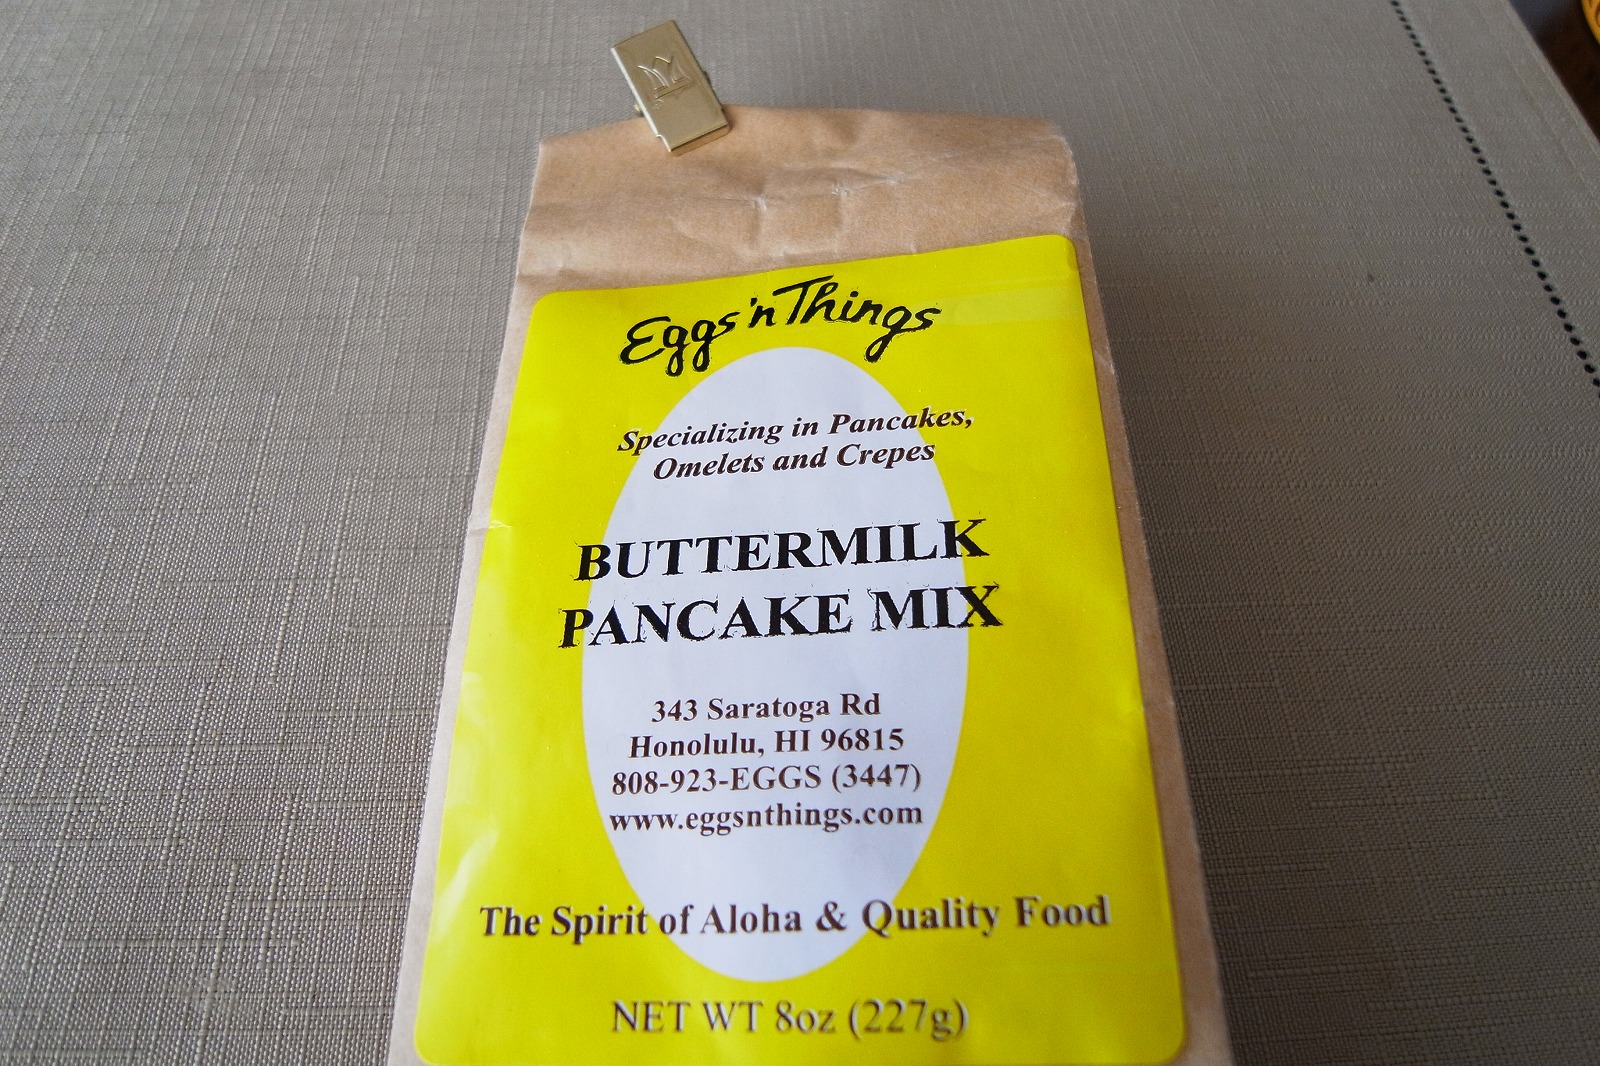 Eggs 'n Things
Specializing in Pancakes,
Omelets and Crepes
BUTTERMILK
PANCAKE MIX
343 Saratoga Rd
Honolulu, HI 96815
808-923-EGGS (3447)
www.eggsnthings.com
The Spirit of Aloha & Quality Food
NET WT 8oz (227g)